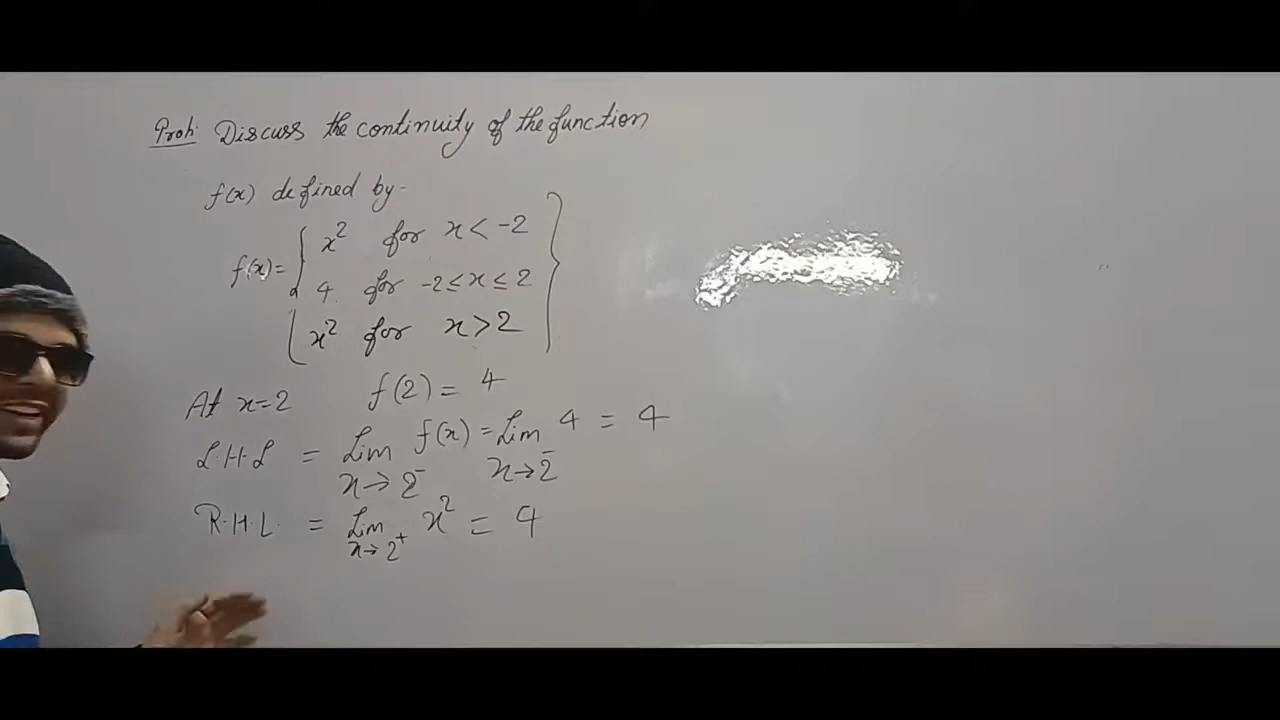 Prob: Discuss the continuity of the function
f(x) defined by-
f(x)= { x² for x < -2
4 for -2 ≤ x ≤ 2
x² for x > 2 }
At x=2 f(2) = 4
L.H.L = Lim x→2⁻ f(x) = Lim x→2⁻ 4 = 4
R.H.L. = Lim x→2⁺ x² = 4